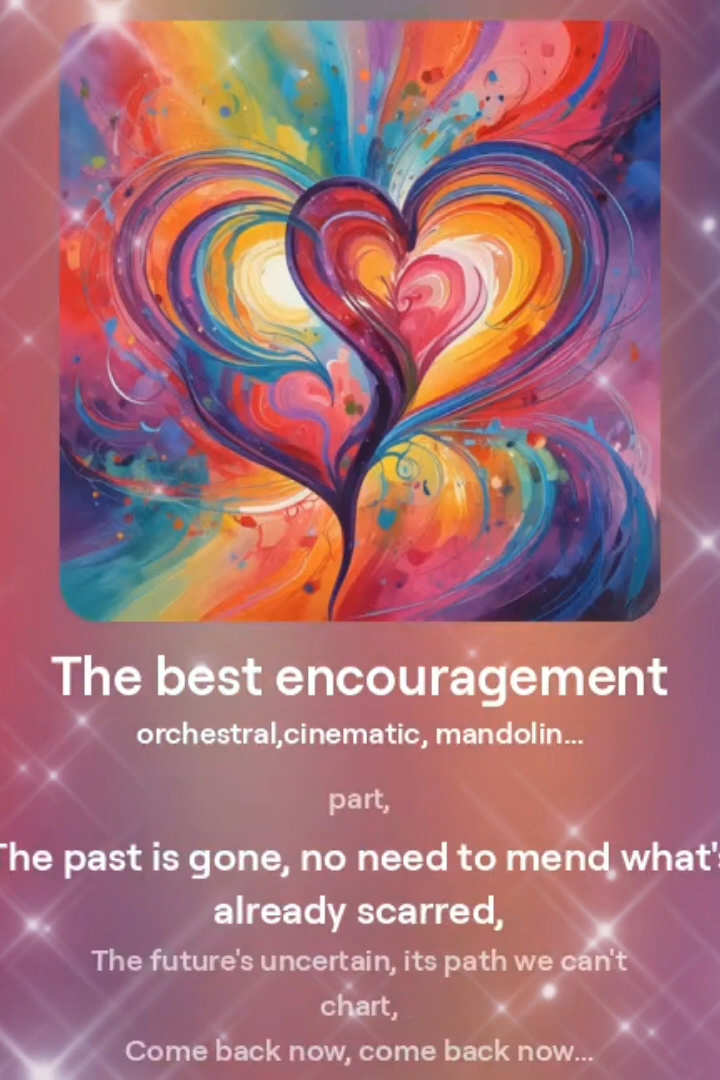 The best encouragement
orchestral,cinematic, mandolin...
part,
The past is gone, no need to mend what's
already scarred,
The future's uncertain, its path we can't
chart,
Come back now, come back now...